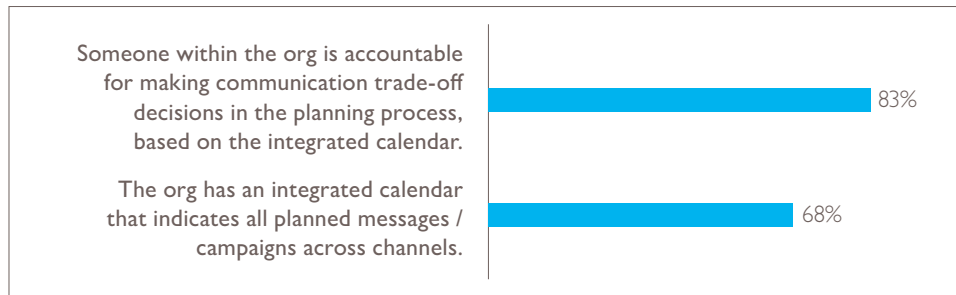 Someone within the org is accountable
for making communication trade-off
decisions in the planning process,
based on the integrated calendar.
83%
The org has an integrated calendar
that indicates all planned messages /
campaigns across channels.
68%